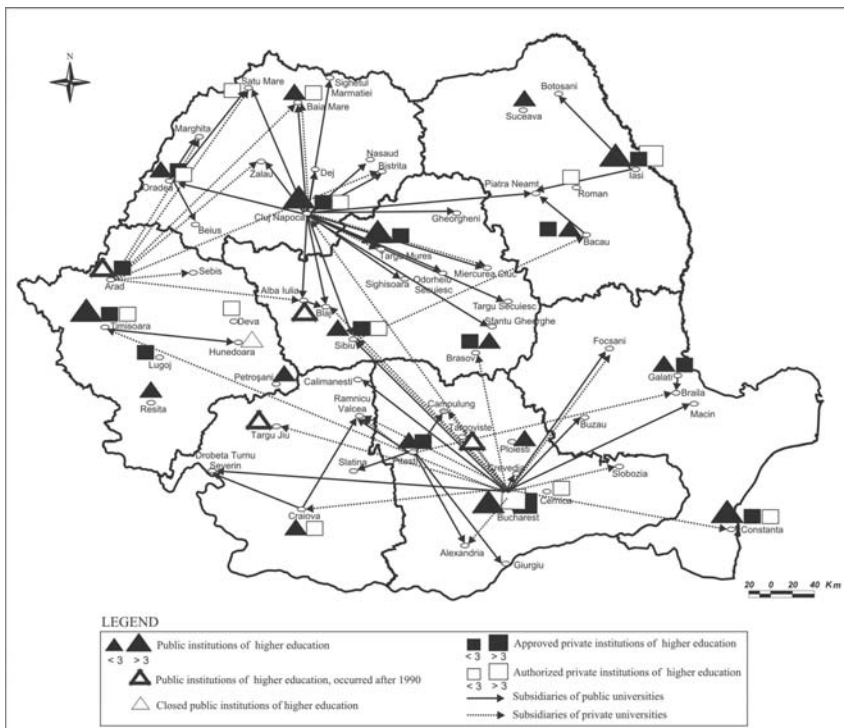 N
Satu Mare
Sighetul
Marmatiei
Baia Mare
Botosani
Suceava
Marghita
Nasaud
Bistrita
Oradea
Zalau
Dej
Iasi
Piatra Neamt
Roman
Cluj Napoca
Gheorgheni
Beius
Bacau
Targu Mures
Miercurea Ciuc
Sebis
Odorheiu
Secuiesc
Sighisoara
Arad
Alba Iulia
Blaj
Targu Secuiesc
Sfantu Gheorghe
Timisoara
Deva
Sibiu
Hunedoara
Brasov
Focsani
Lugoj
Petroşani
Calimanesti
Galati
Braila
Resita
Ramnicu
Valcea
Campulung
Macin
Targoviste
Buzau
Targu Jiu
Ploiesti
Drobeta Turnu
Severin
Slatina
Pitesti
Crevedia
Slobozia
Cernica
Craiova
Bucharest
Constanta
Alexandria
Giurgiu
20 0 20 40 Km
LEGEND
< 3 > 3 Public institutions of higher education
Public institutions of higher education, occurred after 1990
Closed public institutions of higher education
< 3 > 3 Approved private institutions of higher education
< 3 > 3 Authorized private institutions of higher education
Subsidiaries of public universities
Subsidiaries of private universities